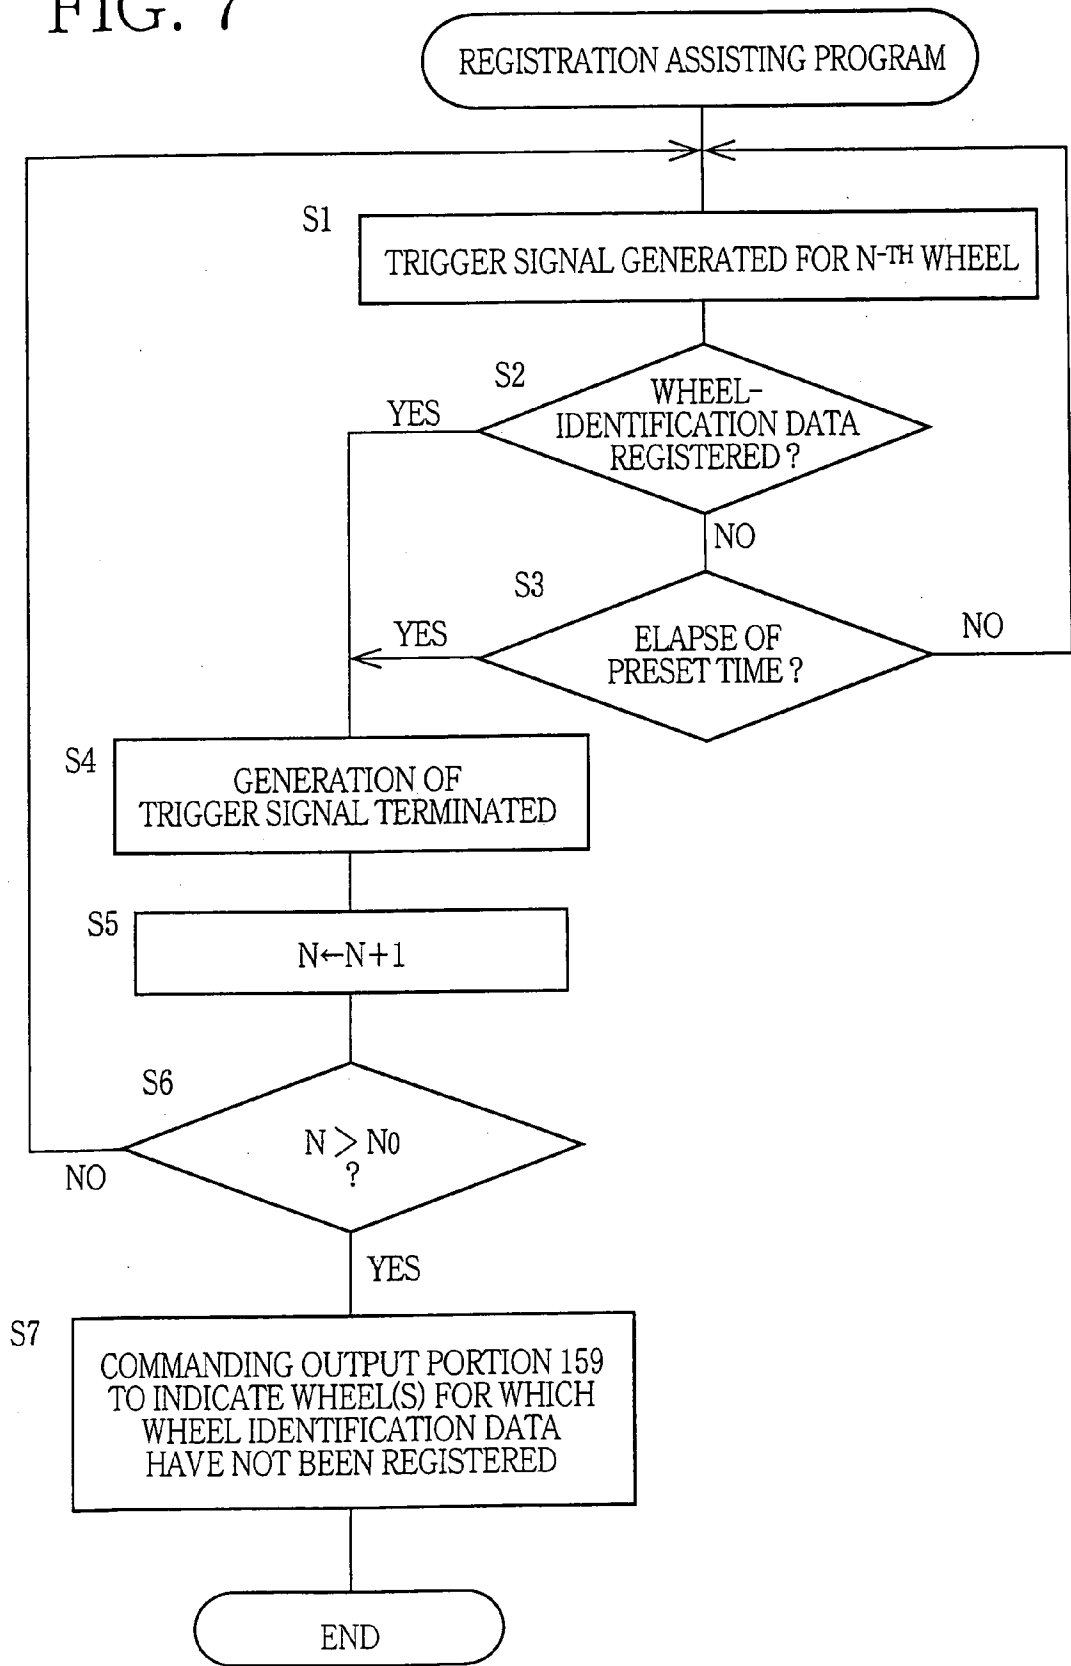 FIG. 7
REGISTRATION ASSISTING PROGRAM
S1
TRIGGER SIGNAL GENERATED FOR N-TH WHEEL
S2
WHEEL-
IDENTIFICATION DATA
REGISTERED ?
YES
NO
S3
ELAPSE OF
PRESET TIME ?
YES
NO
S4
GENERATION OF
TRIGGER SIGNAL TERMINATED
S5
N←N+1
S6
N > N0
?
NO
YES
S7
COMMANDING OUTPUT PORTION 159
TO INDICATE WHEEL(S) FOR WHICH
WHEEL IDENTIFICATION DATA
HAVE NOT BEEN REGISTERED
END